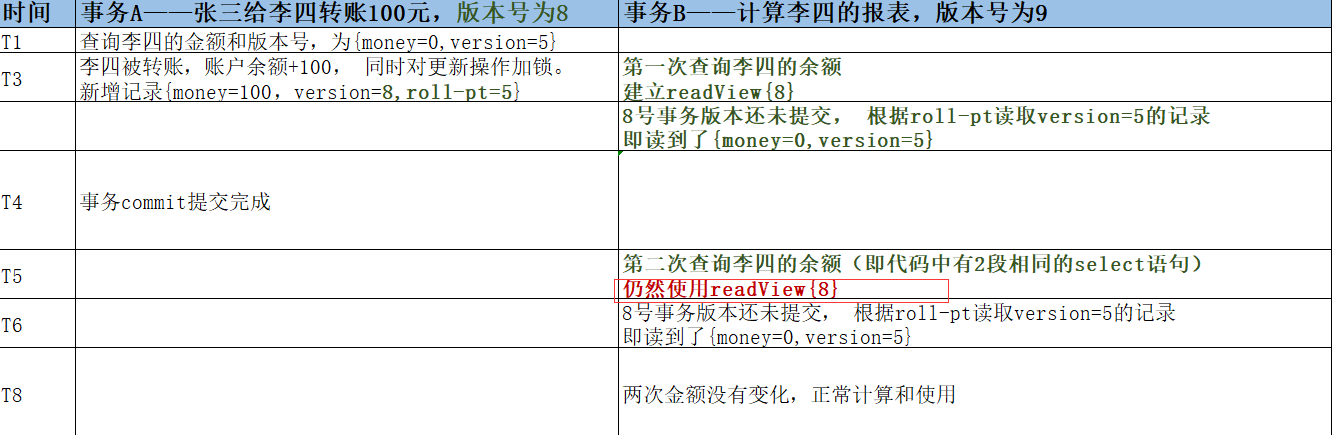 时间
事务A——张三给李四转账100元，版本号为8
事务B——计算李四的报表，版本号为9
T1
查询李四的金额和版本号，为{money=0,version=5}
T3
李四被转账，账户余额+100， 同时对更新操作加锁。
新增记录{money=100，version=8,roll-pt=5}
第一次查询李四的余额
建立readView{8}
8号事务版本还未提交， 根据roll-pt读取version=5的记录
即读到了{money=0,version=5}
T4
事务commit提交完成
T5
第二次查询李四的余额（即代码中有2段相同的select语句）
仍然使用readView{8}
T6
8号事务版本还未提交， 根据roll-pt读取version=5的记录
即读到了{money=0,version=5}
T8
两次金额没有变化，正常计算和使用